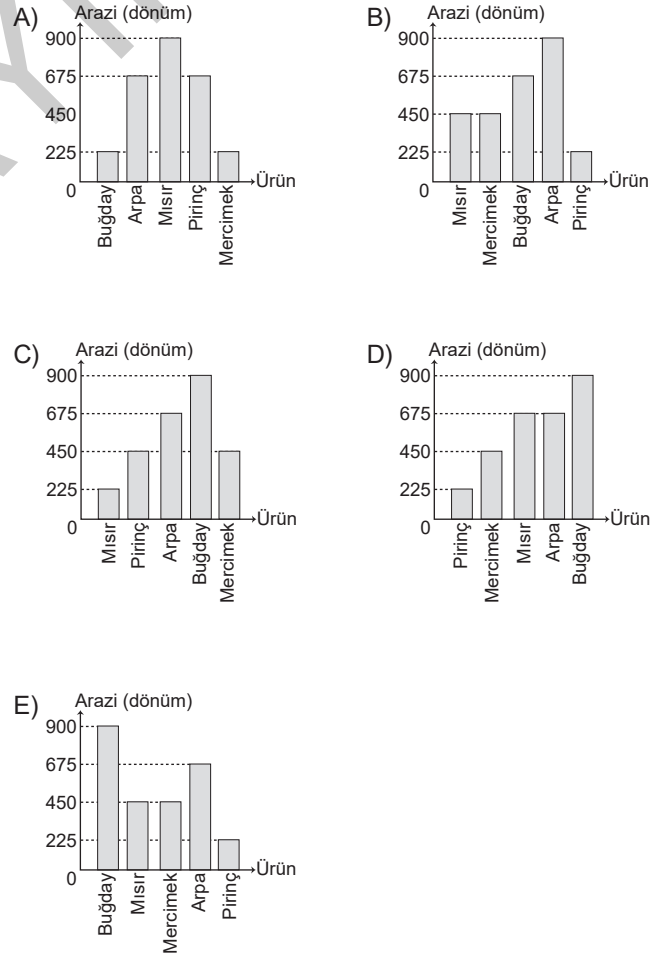 A)
Arazi (dönüm)
900
675
450
225
0
Ürün
Buğday
Arpa
Mısır
Pirinç
Mercimek
B)
Arazi (dönüm)
900
675
450
225
0
Ürün
Mısır
Mercimek
Buğday
Arpa
Pirinç
C)
Arazi (dönüm)
900
675
450
225
0
Ürün
Mısır
Pirinç
Arpa
Buğday
Mercimek
D)
Arazi (dönüm)
900
675
450
225
0
Ürün
Pirinç
Mercimek
Mısır
Arpa
Buğday
E)
Arazi (dönüm)
900
675
450
225
0
Ürün
Buğday
Mısır
Mercimek
Arpa
Pirinç